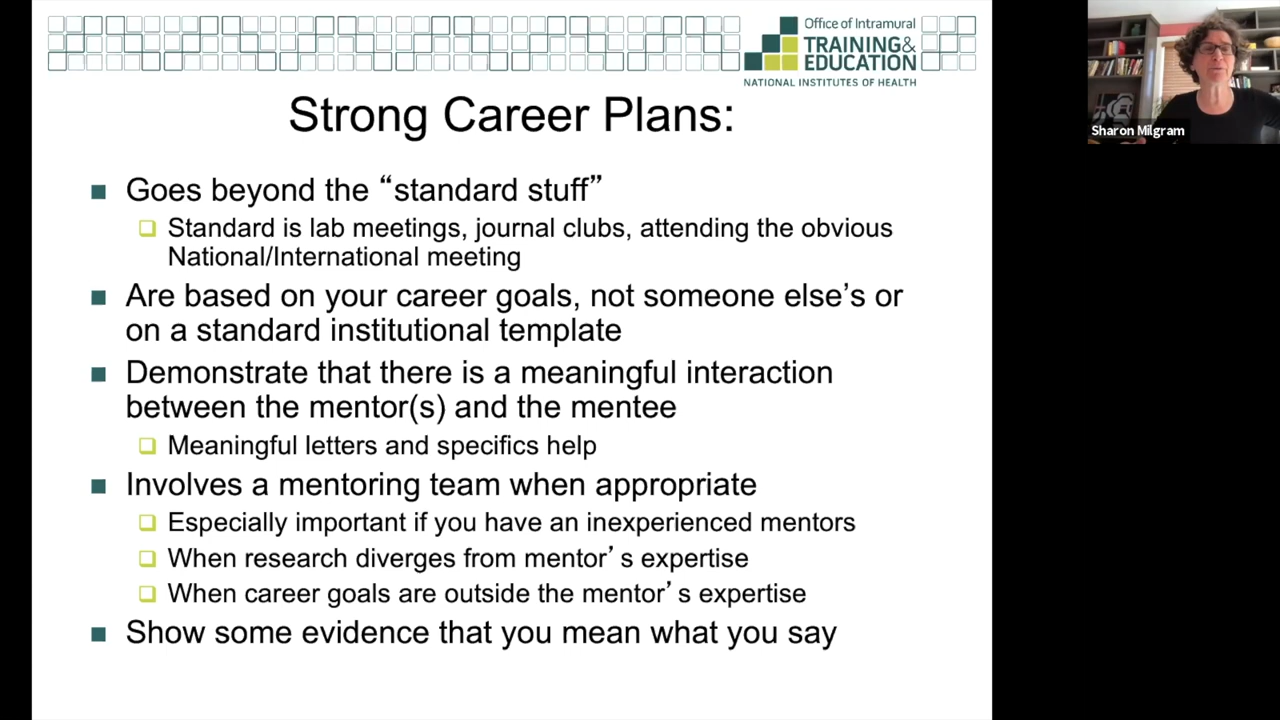 Office of Intramural
TRAINING&
EDUCATION
NATIONAL INSTITUTES OF HEALTH
Sharon Milgram
Strong Career Plans:
Goes beyond the “standard stuff”
Standard is lab meetings, journal clubs, attending the obvious
National/International meeting
Are based on your career goals, not someone else’s or
on a standard institutional template
Demonstrate that there is a meaningful interaction
between the mentor(s) and the mentee
Meaningful letters and specifics help
Involves a mentoring team when appropriate
Especially important if you have an inexperienced mentors
When research diverges from mentor’ s expertise
When career goals are outside the mentor’ s expertise
Show some evidence that you mean what you say